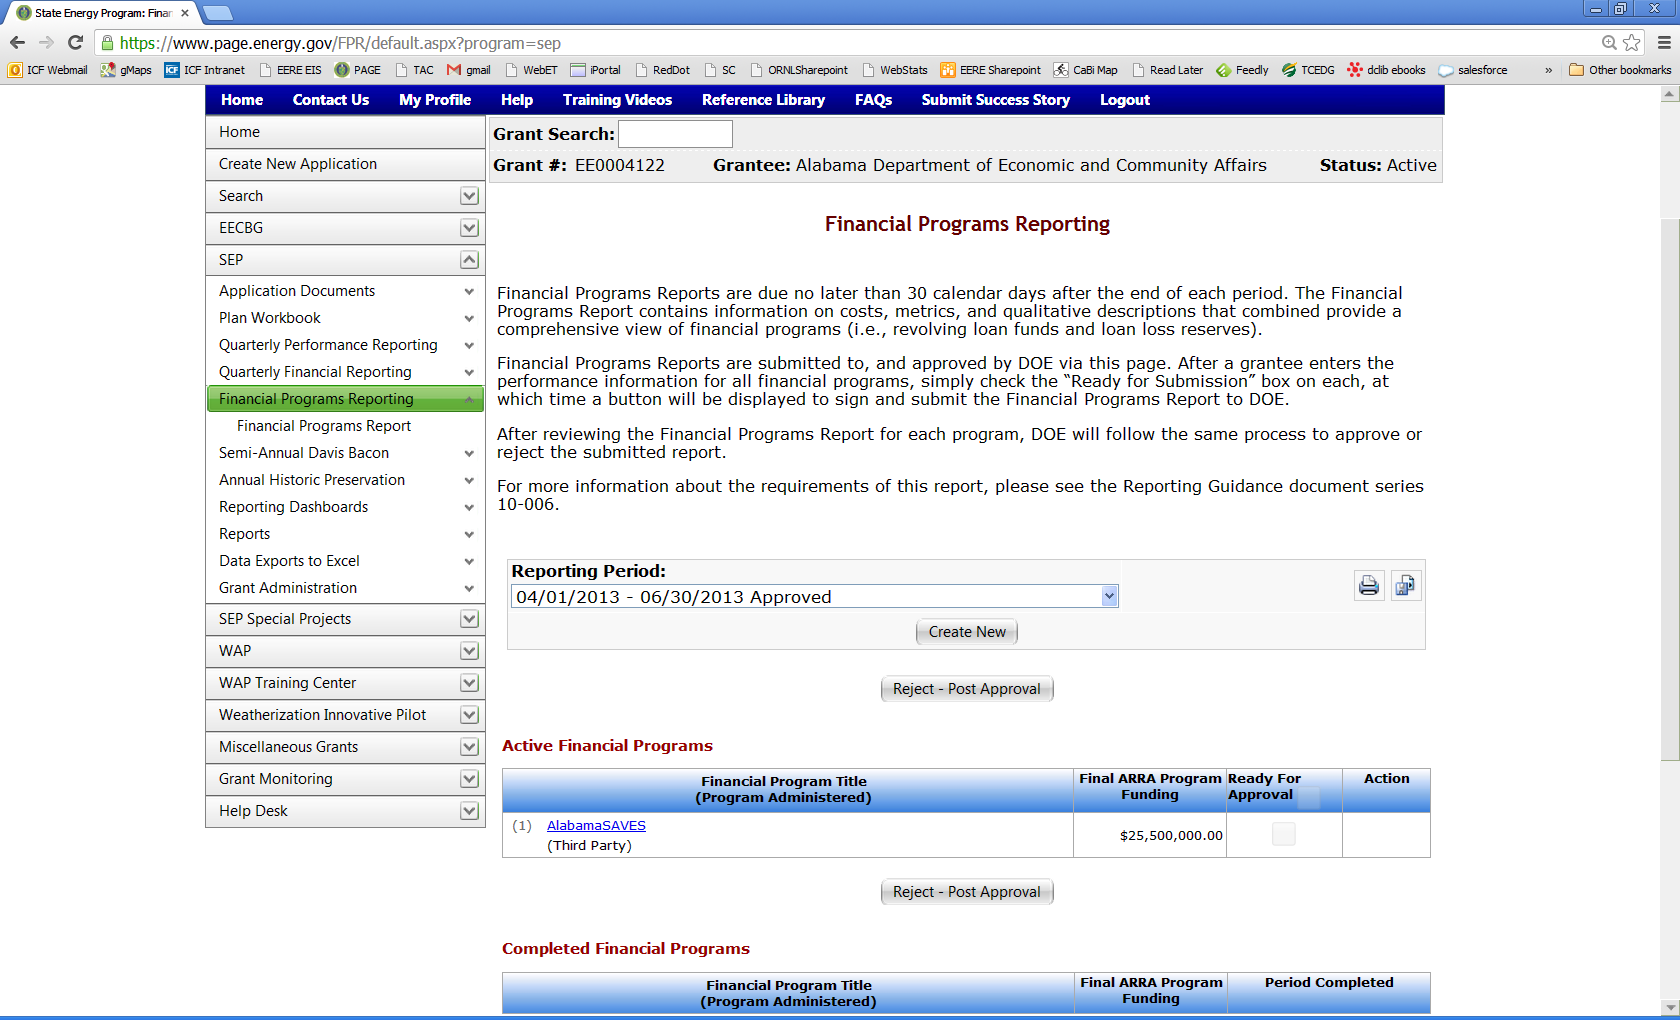 State Energy Program: Finan
https://www.page.energy.gov/FPR/default.aspx?program=sep
ICF Webmail gMaps ICF Intranet EERE EIS PAGE TAC gmail WebET iPortal RedDot SC ORNLSharepoint WebStats EERE Sharepoint CaBi Map Read Later Feedly TCEDG dclib ebooks salesforce » Other bookmarks
Home Contact Us My Profile Help Training Videos Reference Library FAQs Submit Success Story Logout
Home
Create New Application
Search
EECBG
SEP
Application Documents
Plan Workbook
Quarterly Performance Reporting
Quarterly Financial Reporting
Financial Programs Reporting
Financial Programs Report
Semi-Annual Davis Bacon
Annual Historic Preservation
Reporting Dashboards
Reports
Data Exports to Excel
Grant Administration
SEP Special Projects
WAP
WAP Training Center
Weatherization Innovative Pilot
Miscellaneous Grants
Grant Monitoring
Help Desk
Grant Search:
Grant #: EE0004122 Grantee: Alabama Department of Economic and Community Affairs Status: Active
Financial Programs Reporting
Financial Programs Reports are due no later than 30 calendar days after the end of each period. The Financial
Programs Report contains information on costs, metrics, and qualitative descriptions that combined provide a
comprehensive view of financial programs (i.e., revolving loan funds and loan loss reserves).
Financial Programs Reports are submitted to, and approved by DOE via this page. After a grantee enters the
performance information for all financial programs, simply check the “Ready for Submission” box on each, at
which time a button will be displayed to sign and submit the Financial Programs Report to DOE.
After reviewing the Financial Programs Report for each program, DOE will follow the same process to approve or
reject the submitted report.
For more information about the requirements of this report, please see the Reporting Guidance document series
10-006.
Reporting Period:
04/01/2013 - 06/30/2013 Approved
Create New
Reject - Post Approval
Active Financial Programs
Financial Program Title
(Program Administered)
Final ARRA Program
Funding
Ready For
Approval
Action
(1) AlabamaSAVES
(Third Party)
$25,500,000.00
Reject - Post Approval
Completed Financial Programs
Financial Program Title
(Program Administered)
Final ARRA Program
Funding
Period Completed